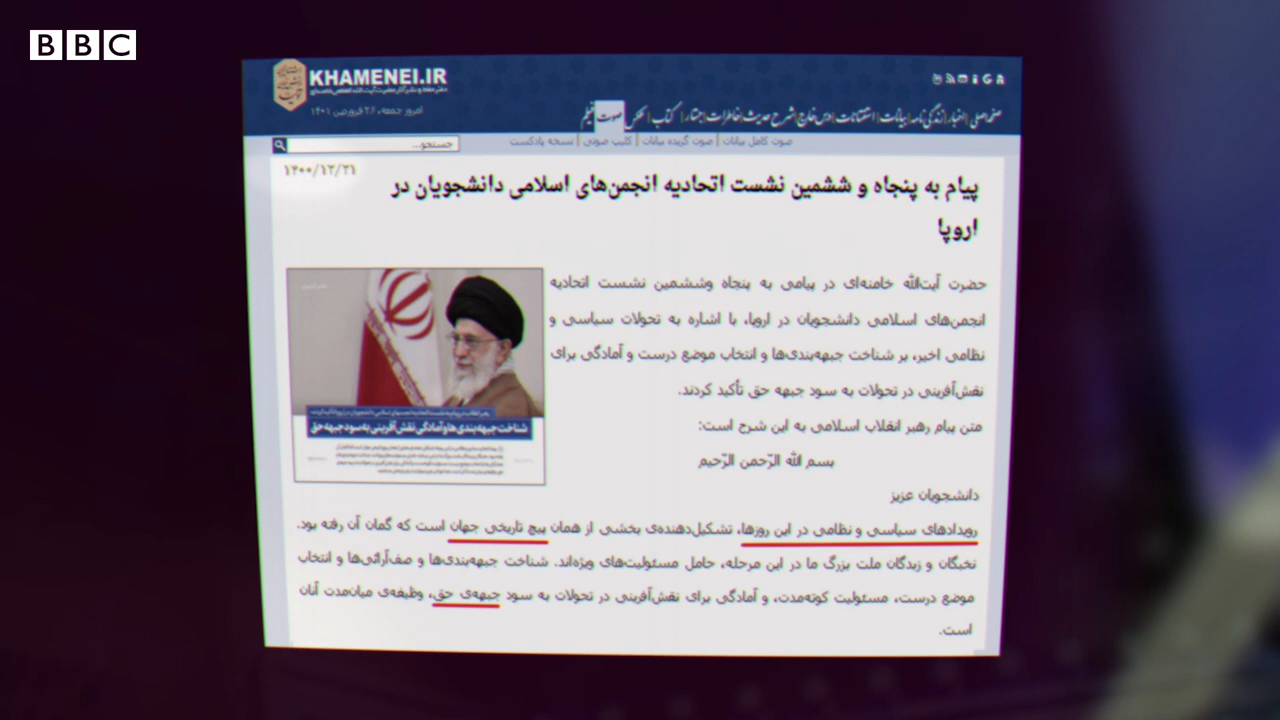 BBC
KHAMENEI.IR
امروز جمعه، ۲۶ فروردین ۱۴۰۱
صفحه‌اصلی | اخبار | زندگی‌نامه | بیانات | استفتائات | درس خارج | شرح حدیث | خاطرات | جستار | کتاب | عکس | صوت | فیلم
صوت کامل بیانات | صوت گزیده بیانات | کلیپ صوتی | نسخه پادکست
جستجو...
۱۴۰۰/۱۲/۲۱
پیام به پنجاه و ششمین نشست اتحادیه انجمن‌های اسلامی دانشجویان در
اروپا
حضرت آیت‌الله خامنه‌ای در پیامی به پنجاه وششمین نشست اتحادیه
انجمن‌های اسلامی دانشجویان در اروپا، با اشاره به تحولات سیاسی و
نظامی اخیر، بر شناخت جبهه‌بندی‌ها و انتخاب موضع درست و آمادگی برای
نقش‌آفرینی در تحولات به سود جبهه حق تأکید کردند.
شناخت جبهه‌بندی‌ها و آمادگی نقش‌آفرینی به سود جبهه حق
متن پیام رهبر انقلاب اسلامی به این شرح است:
بسم الله الرّحمن الرّحیم
دانشجویان عزیز
رویدادهای سیاسی و نظامی در این روزها، تشکیل‌دهنده‌ی بخشی از همان پیچ تاریخی جهان است که گمان آن رفته بود.
نخبگان و زبدگان ملت بزرگ ما در این مرحله، حامل مسئولیت‌های ویژه‌اند. شناخت جبهه‌بندی‌ها و صف‌آرائی‌ها و انتخاب
موضع درست، مسئولیت کوته‌مدت، و آمادگی برای نقش‌آفرینی در تحولات به سود جبهه‌ی حق، وظیفه‌ی میان‌مدت آنان
است.